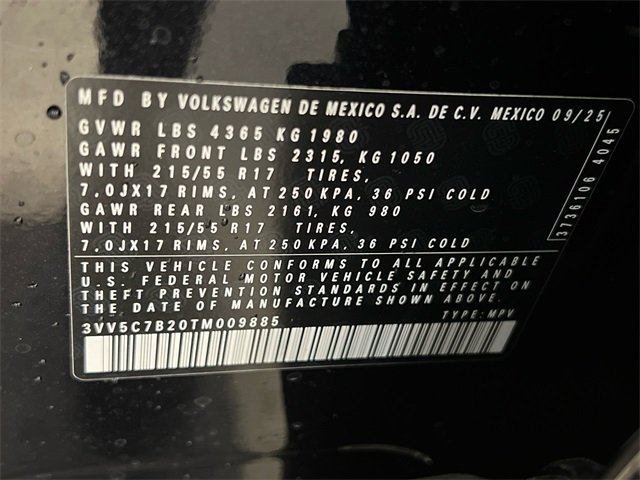 MFD BY VOLKSWAGEN DE MEXICO S.A. DE C.V. MEXICO 09/25
GVWR LBS 4365 KG 1980
GAWR FRONT LBS 2315, KG 1050
WITH 215/55 R17 TIRES,
7.0JX17 RIMS, AT 250 KPA, 36 PSI COLD
GAWR REAR LBS 2161, KG 980
WITH 215/55 R17 TIRES,
7.0JX17 RIMS, AT 250 KPA, 36 PSI COLD
3736106 4045
THIS VEHICLE CONFORMS TO ALL APPLICABLE
U.S. FEDERAL MOTOR VEHICLE SAFETY AND
THEFT PREVENTION STANDARDS IN EFFECT ON
THE DATE OF MANUFACTURE SHOWN ABOVE.
3VV5C7B20TM009885 TYPE: MPV